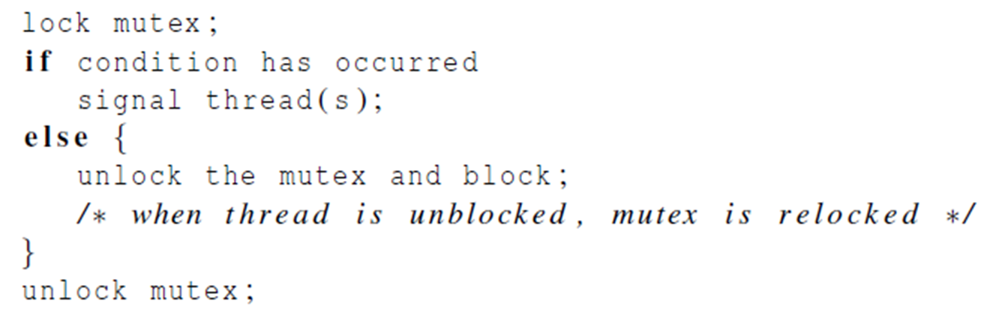 lock mutex;
if condition has occurred
signal thread(s);
else {
unlock the mutex and block;
/* when thread is unblocked, mutex is relocked */
}
unlock mutex;